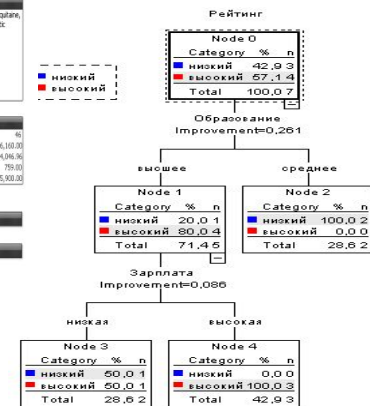 Рейтинг
Node 0
Category % n
низкий 42,9 3
высокий 57,1 4
Total 100,0 7
низкий
высокий
Образование
Improvement=0,261
высшее
среднее
Node 1
Category % n
низкий 20,0 1
высокий 80,0 4
Total 71,4 5
Node 2
Category % n
низкий 100,0 2
высокий 0,0 0
Total 28,6 2
Зарплата
Improvement=0,086
низкая
высокая
Node 3
Category % n
низкий 50,0 1
высокий 50,0 1
Total 28,6 2
Node 4
Category % n
низкий 0,0 0
высокий 100,0 3
Total 42,9 3
46
759.00